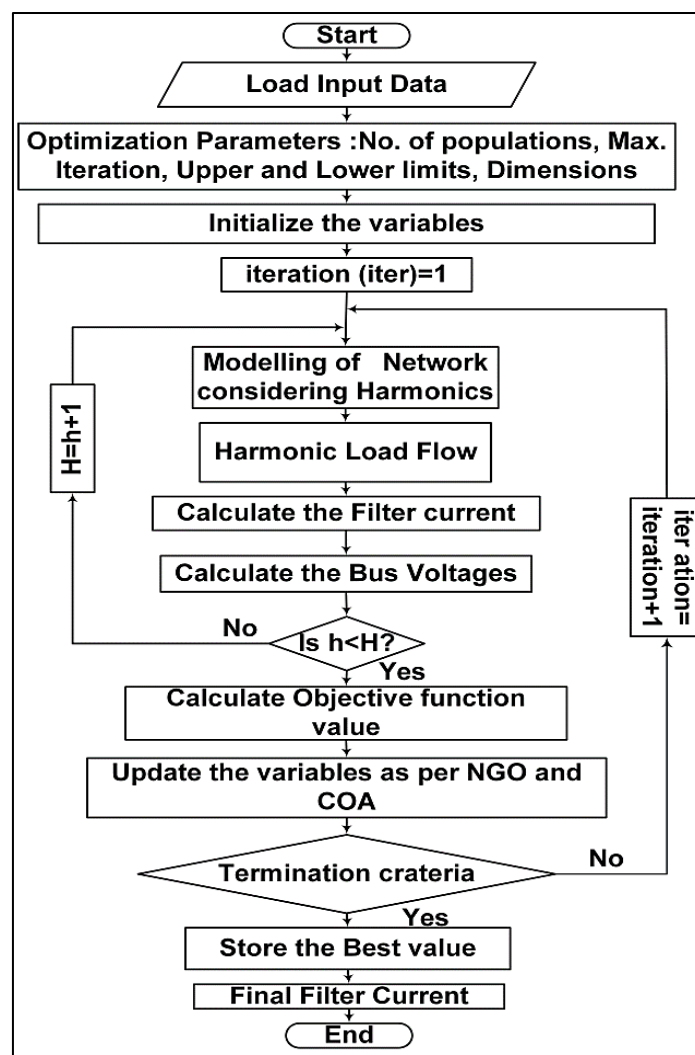 Start
Load Input Data
Optimization Parameters :No. of populations, Max.
Iteration, Upper and Lower limits, Dimensions
Initialize the variables
iteration (iter)=1
Modelling of Network
considering Harmonics
H=h+1
Harmonic Load Flow
Calculate the Filter current
iter ation=
iteration+1
Calculate the Bus Voltages
No
Is h<H?
Yes
Calculate Objective function
value
Update the variables as per NGO and
COA
Termination crateria
No
Yes
Store the Best value
Final Filter Current
End